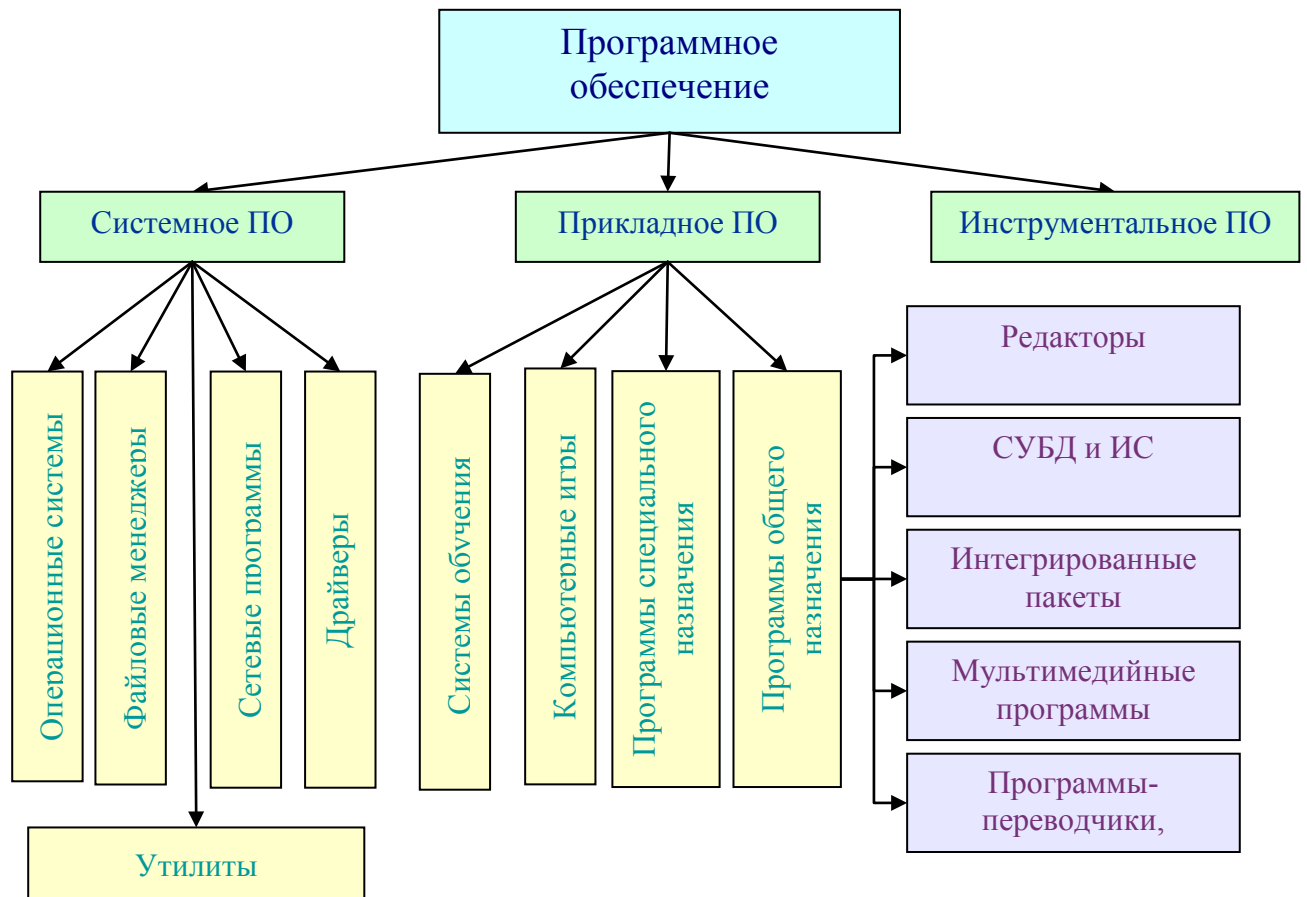 Программное
обеспечение
Системное ПО
Прикладное ПО
Инструментальное ПО
Операционные системы
Файловые менеджеры
Сетевые программы
Драйверы
Утилиты
Системы обучения
Компьютерные игры
Программы специального
назначения
Программы общего
назначения
Редакторы
СУБД и ИС
Интегрированные
пакеты
Мультимедийные
программы
Программы-
переводчики,